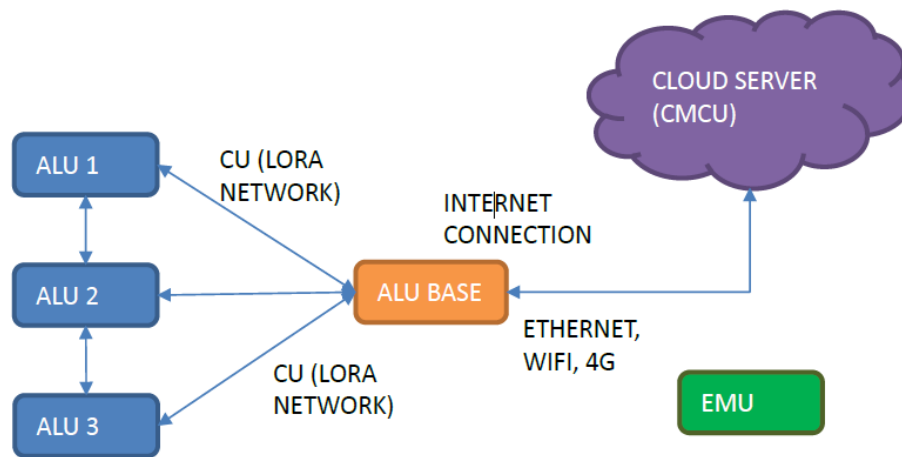 CLOUD SERVER
(CMCU)
ALU 1
CU (LORA
NETWORK)
INTERNET
CONNECTION
ALU 2
ALU BASE
ETHERNET,
WIFI, 4G
CU (LORA
NETWORK)
EMU
ALU 3